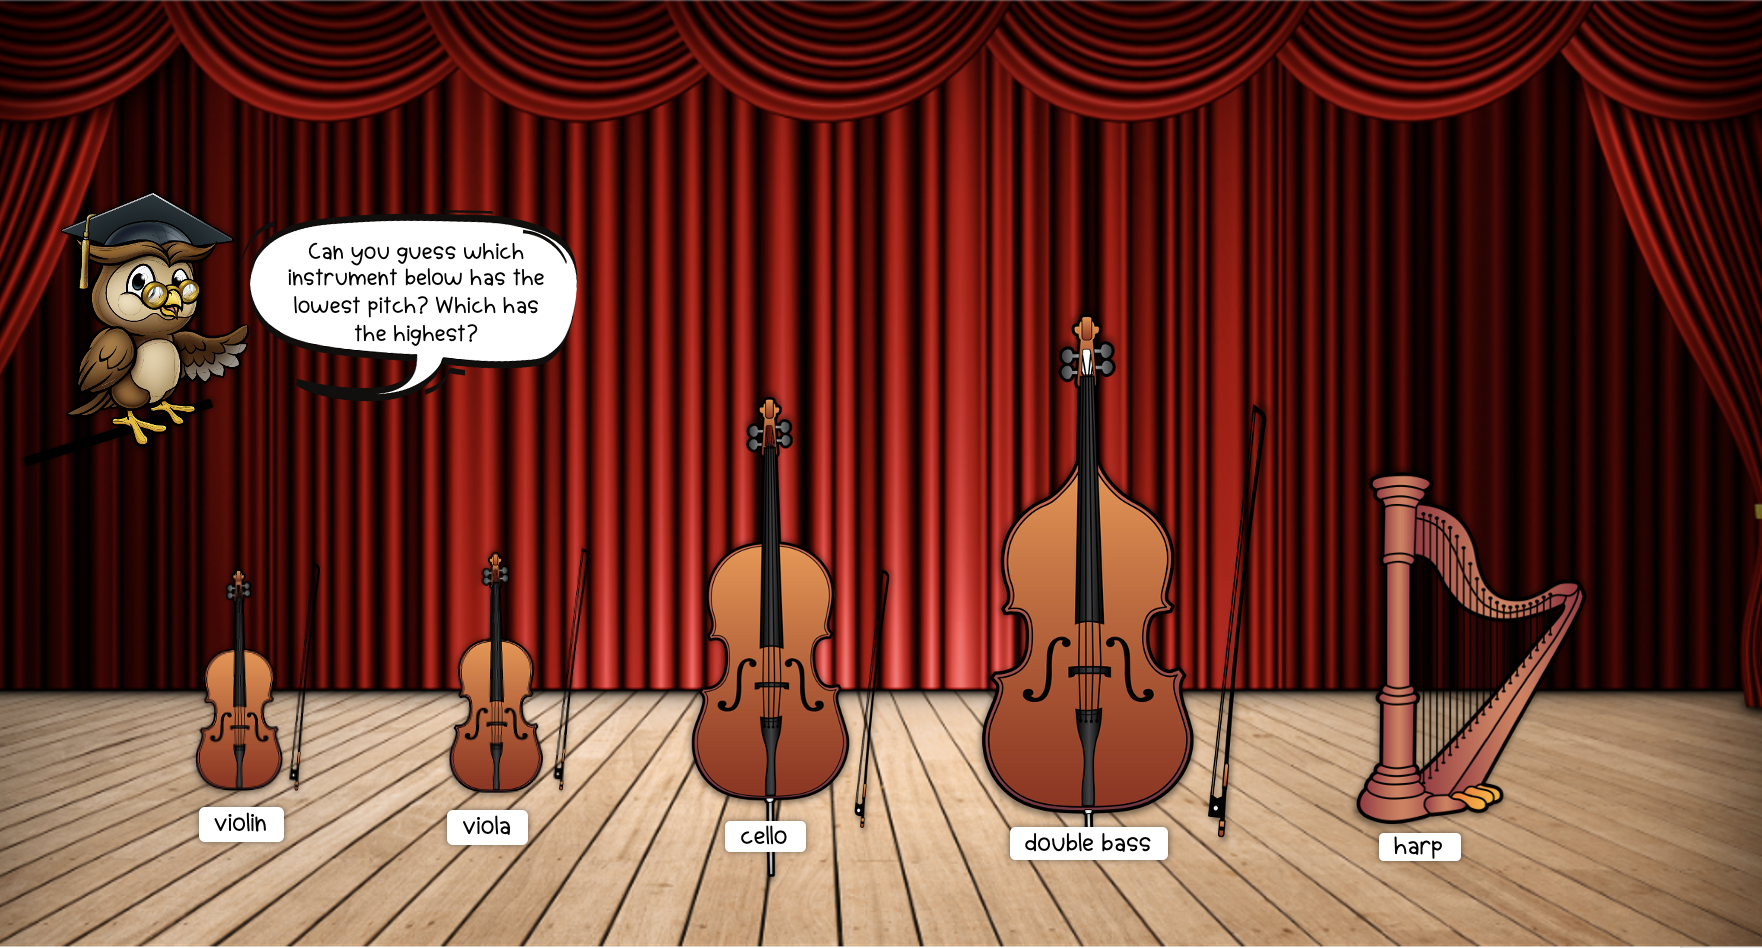 Can you guess which
instrument below has the
lowest pitch? Which has
the highest?
violin
viola
cello
double bass
harp